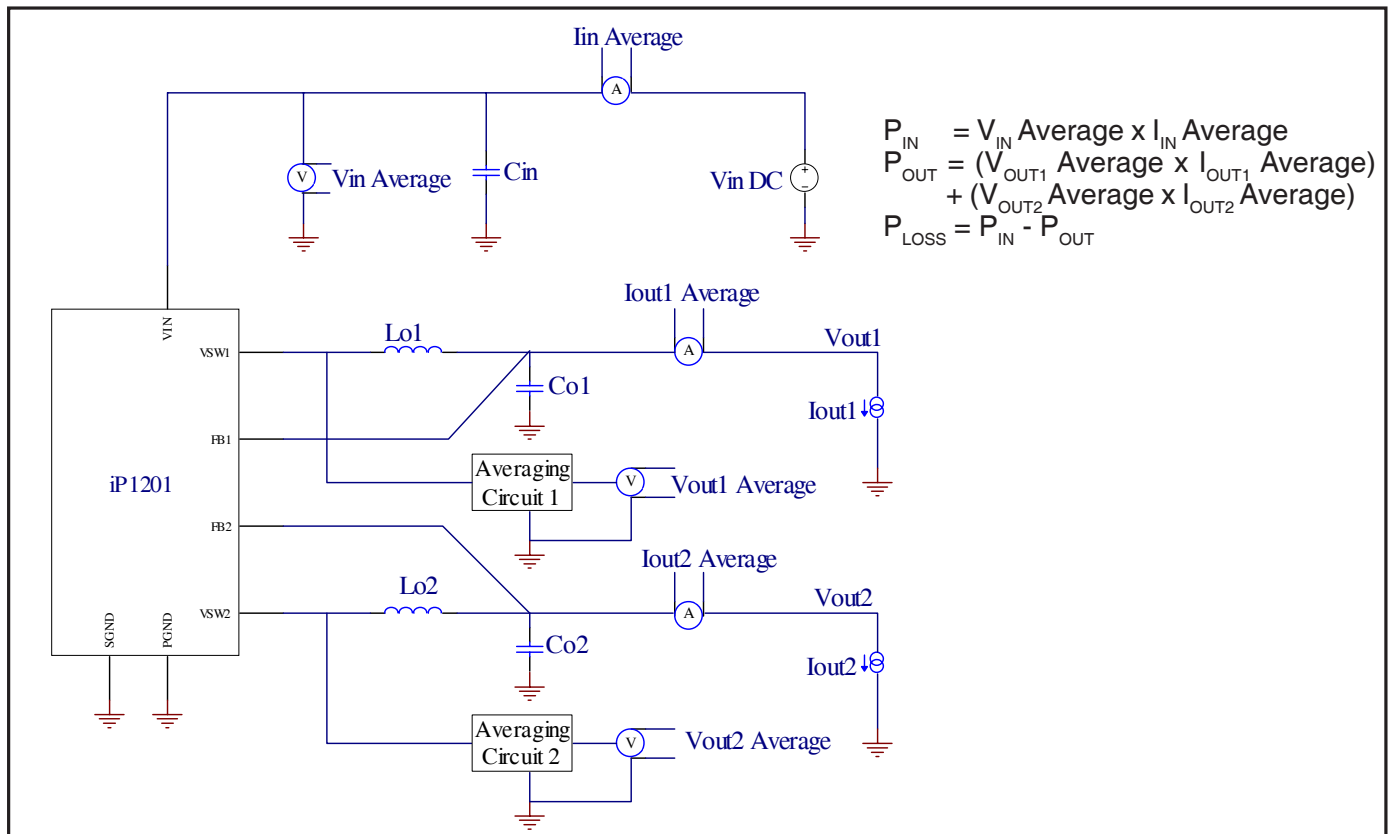 Iin Average
A
V
Vin Average
Cin
Vin DC
+
−
P_IN = V_IN Average x I_IN Average
P_OUT = (V_OUT1 Average x I_OUT1 Average)
+ (V_OUT2 Average x I_OUT2 Average)
P_LOSS = P_IN - P_OUT
Iout1 Average
VIN
VSW1
Lo1
A
Vout1
Co1
Iout1
FB1
iP1201
Averaging
Circuit 1
V
Vout1 Average
FB2
Iout2 Average
Lo2
A
Vout2
VSW2
SGND
PGND
Co2
Iout2
Averaging
Circuit 2
V
Vout2 Average